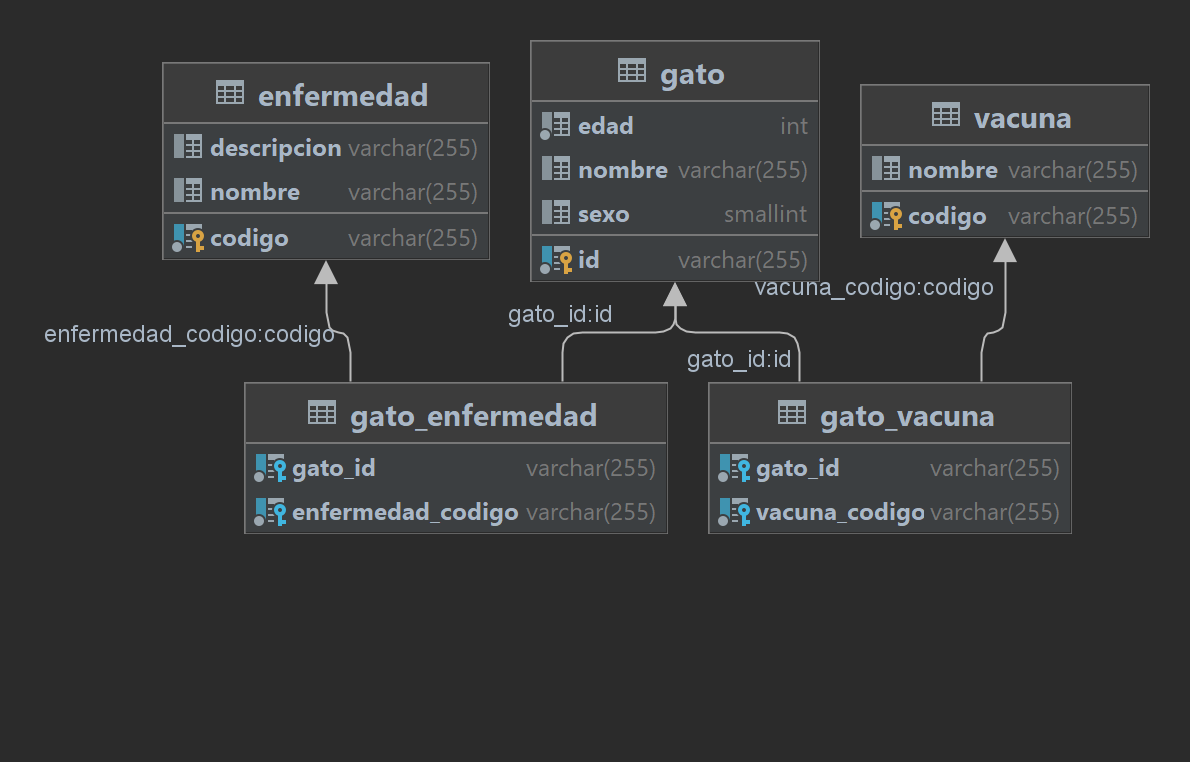 enfermedad
descripcion varchar(255)
nombre varchar(255)
codigo varchar(255)
gato
edad int
nombre varchar(255)
sexo smallint
id varchar(255)
vacuna
nombre varchar(255)
codigo varchar(255)
enfermedad_codigo:codigo
gato_id:id
gato_id:id
vacuna_codigo:codigo
gato_enfermedad
gato_id varchar(255)
enfermedad_codigo varchar(255)
gato_vacuna
gato_id varchar(255)
vacuna_codigo varchar(255)